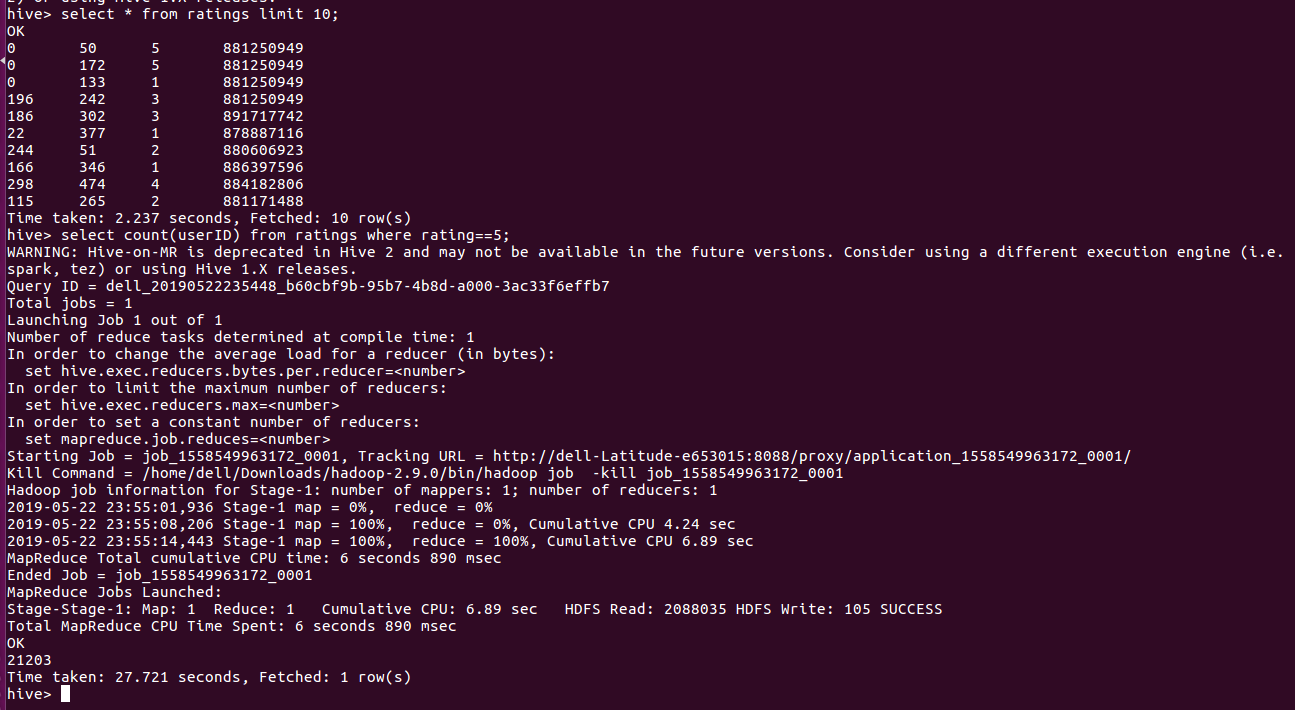 2) or using Hive 1.X releases.
hive> select * from ratings limit 10;
OK
0 50 5 881250949
0 172 5 881250949
0 133 1 881250949
196 242 3 881250949
186 302 3 891717742
22 377 1 878887116
244 51 2 880606923
166 346 1 886397596
298 474 4 884182806
115 265 2 881171488
Time taken: 2.237 seconds, Fetched: 10 row(s)
hive> select count(userID) from ratings where rating==5;
WARNING: Hive-on-MR is deprecated in Hive 2 and may not be available in the future versions. Consider using a different execution engine (i.e.
spark, tez) or using Hive 1.X releases.
Query ID = dell_20190522235448_b60cbf9b-95b7-4b8d-a000-3ac33f6effb7
Total jobs = 1
Launching Job 1 out of 1
Number of reduce tasks determined at compile time: 1
In order to change the average load for a reducer (in bytes):
  set hive.exec.reducers.bytes.per.reducer=<number>
In order to limit the maximum number of reducers:
  set hive.exec.reducers.max=<number>
In order to set a constant number of reducers:
  set mapreduce.job.reduces=<number>
Starting Job = job_1558549963172_0001, Tracking URL = http://dell-Latitude-e653015:8088/proxy/application_1558549963172_0001/
Kill Command = /home/dell/Downloads/hadoop-2.9.0/bin/hadoop job  -kill job_1558549963172_0001
Hadoop job information for Stage-1: number of mappers: 1; number of reducers: 1
2019-05-22 23:55:01,936 Stage-1 map = 0%,  reduce = 0%
2019-05-22 23:55:08,206 Stage-1 map = 100%,  reduce = 0%, Cumulative CPU 4.24 sec
2019-05-22 23:55:14,443 Stage-1 map = 100%,  reduce = 100%, Cumulative CPU 6.89 sec
MapReduce Total cumulative CPU time: 6 seconds 890 msec
Ended Job = job_1558549963172_0001
MapReduce Jobs Launched:
Stage-Stage-1: Map: 1  Reduce: 1   Cumulative CPU: 6.89 sec   HDFS Read: 2088035 HDFS Write: 105 SUCCESS
Total MapReduce CPU Time Spent: 6 seconds 890 msec
OK
21203
Time taken: 27.721 seconds, Fetched: 1 row(s)
hive>